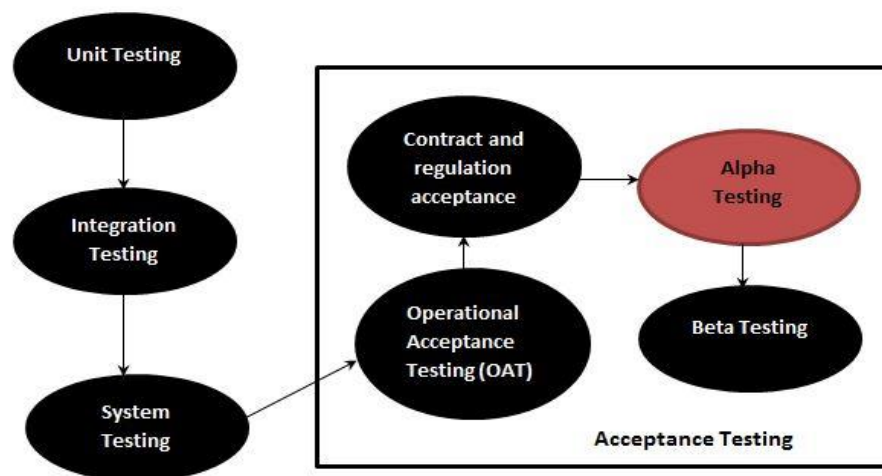 Unit Testing
Integration
Testing
System
Testing
Operational
Acceptance
Testing (OAT)
Contract and
regulation
acceptance
Alpha
Testing
Beta Testing
Acceptance Testing